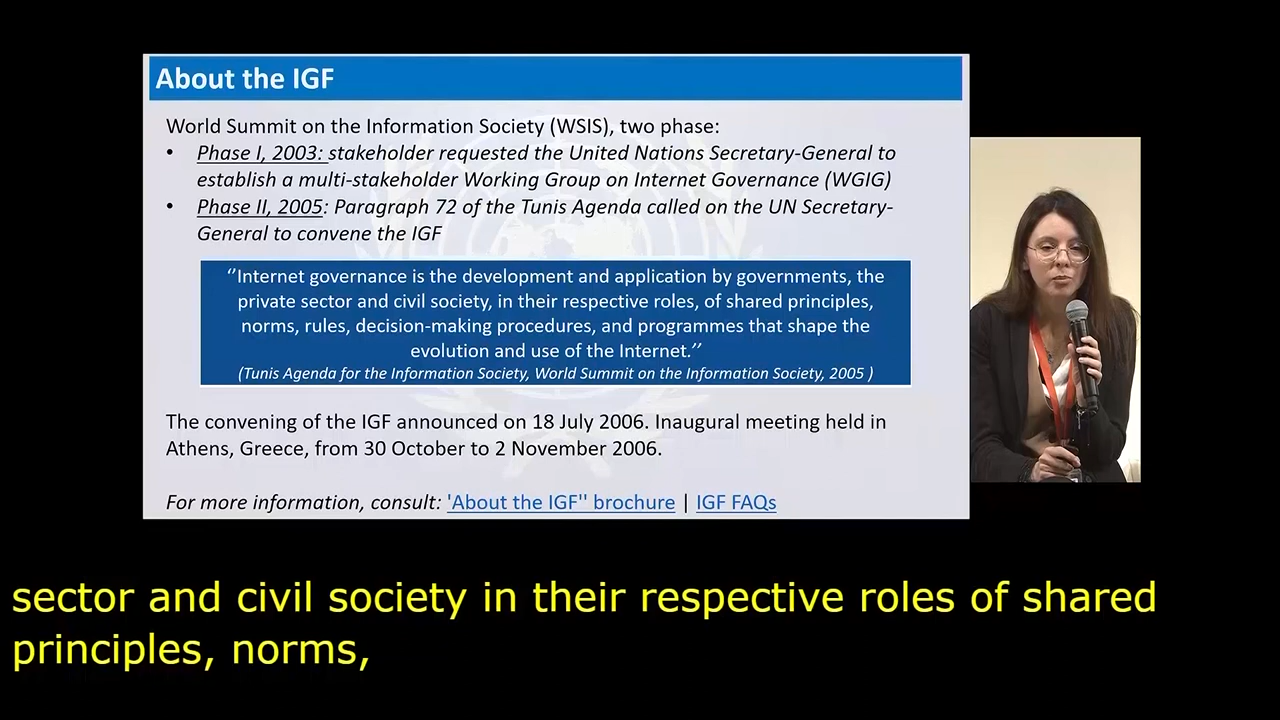 About the IGF
World Summit on the Information Society (WSIS), two phase:
• Phase I, 2003: stakeholder requested the United Nations Secretary-General to
establish a multi-stakeholder Working Group on Internet Governance (WGIG)
• Phase II, 2005: Paragraph 72 of the Tunis Agenda called on the UN Secretary-
General to convene the IGF
‘’Internet governance is the development and application by governments, the
private sector and civil society, in their respective roles, of shared principles,
norms, rules, decision-making procedures, and programmes that shape the
evolution and use of the Internet.’’
(Tunis Agenda for the Information Society, World Summit on the Information Society, 2005 )
The convening of the IGF announced on 18 July 2006. Inaugural meeting held in
Athens, Greece, from 30 October to 2 November 2006.
For more information, consult: 'About the IGF'' brochure | IGF FAQs
sector and civil society in their respective roles of shared
principles, norms,